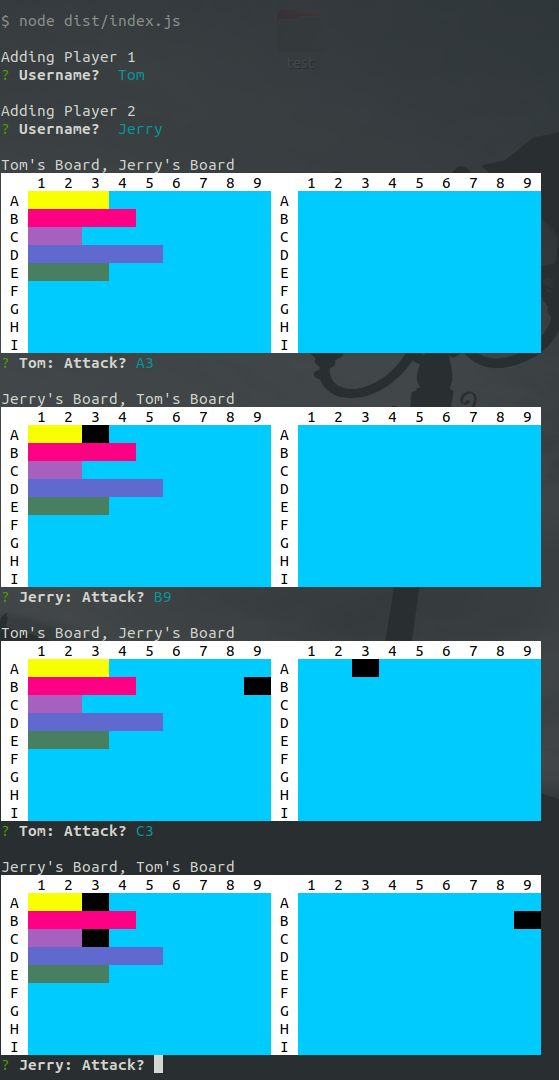 $ node dist/index.js
test
Adding Player 1
? Username? Tom
Adding Player 2
? Username? Jerry
Tom's Board, Jerry's Board
1 2 3 4 5 6 7 8 9 1 2 3 4 5 6 7 8 9
A A
B B
C C
D D
E E
F F
G G
H H
I I
? Tom: Attack? A3
Jerry's Board, Tom's Board
1 2 3 4 5 6 7 8 9 1 2 3 4 5 6 7 8 9
A A
B B
C C
D D
E E
F F
G G
H H
I I
? Jerry: Attack? B9
Tom's Board, Jerry's Board
1 2 3 4 5 6 7 8 9 1 2 3 4 5 6 7 8 9
A A
B B
C C
D D
E E
F F
G G
H H
I I
? Tom: Attack? C3
Jerry's Board, Tom's Board
1 2 3 4 5 6 7 8 9 1 2 3 4 5 6 7 8 9
A A
B B
C C
D D
E E
F F
G G
H H
I I
? Jerry: Attack?